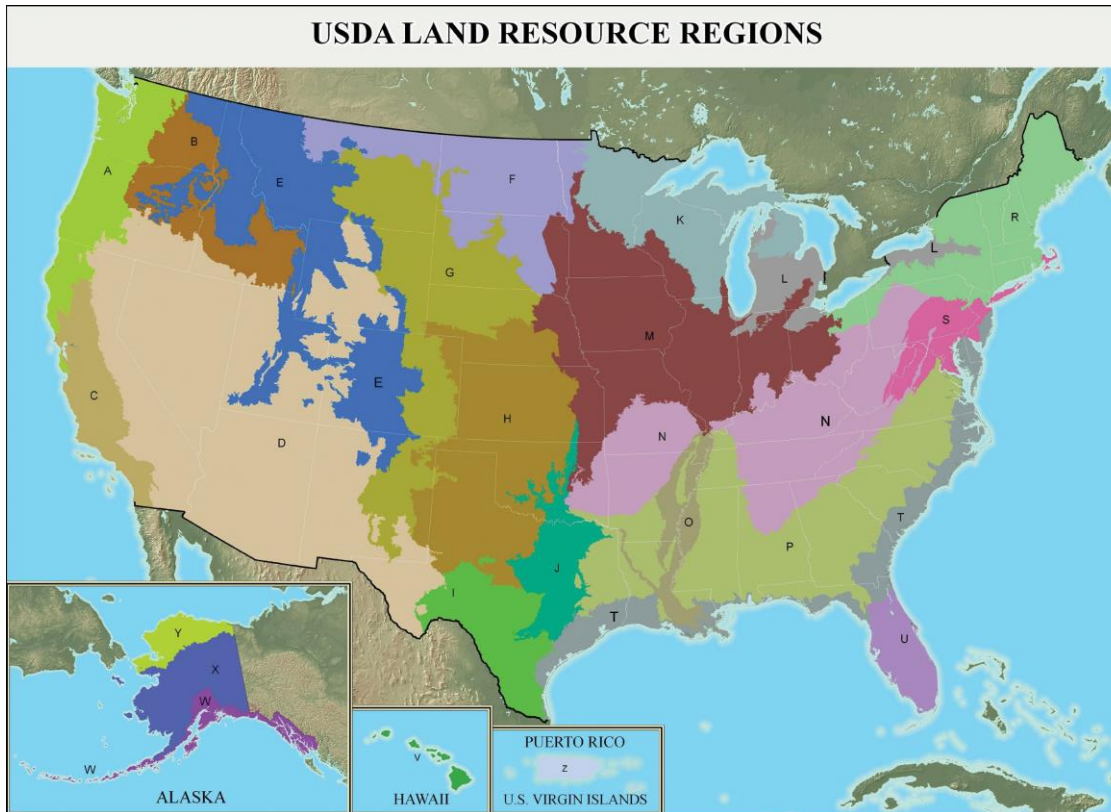 USDA LAND RESOURCE REGIONS
B
A
E
F
K
R
L
L
G
S
M
E
C
H
N
N
D
O
T
P
J
I
T
U
Y
X
W
W
ALASKA
V
HAWAII
PUERTO RICO
Z
U.S. VIRGIN ISLANDS